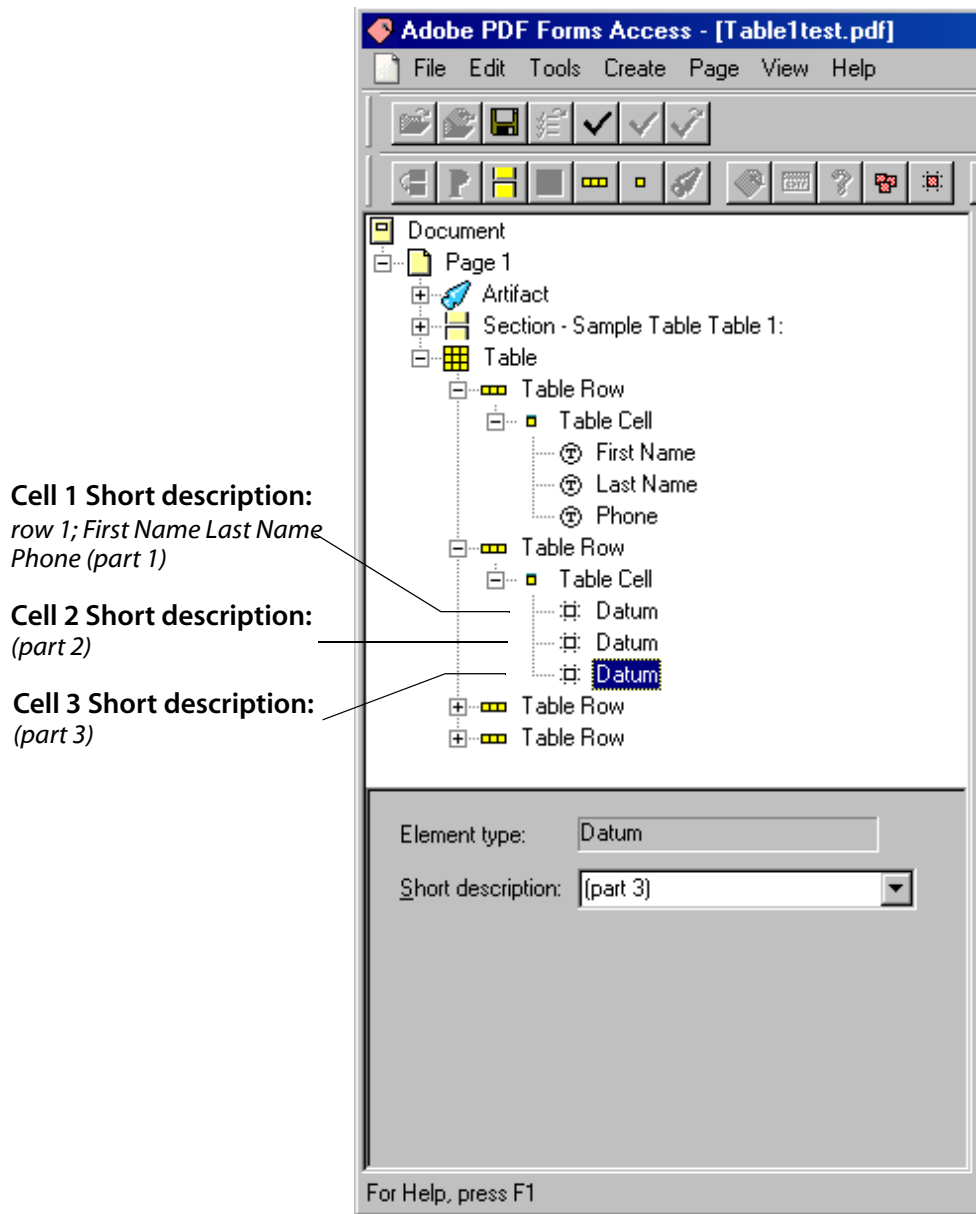 Adobe PDF Forms Access - [Table1test.pdf]
File Edit Tools Create Page View Help
Document
Page 1
Artifact
Section - Sample Table Table 1:
Table
Table Row
Table Cell
First Name
Last Name
Phone
Table Row
Table Cell
Datum
Datum
Datum
Table Row
Table Row
Cell 1 Short description:
row 1; First Name Last Name
Phone (part 1)
Cell 2 Short description:
(part 2)
Cell 3 Short description:
(part 3)
Element type: Datum
Short description: (part 3)
For Help, press F1